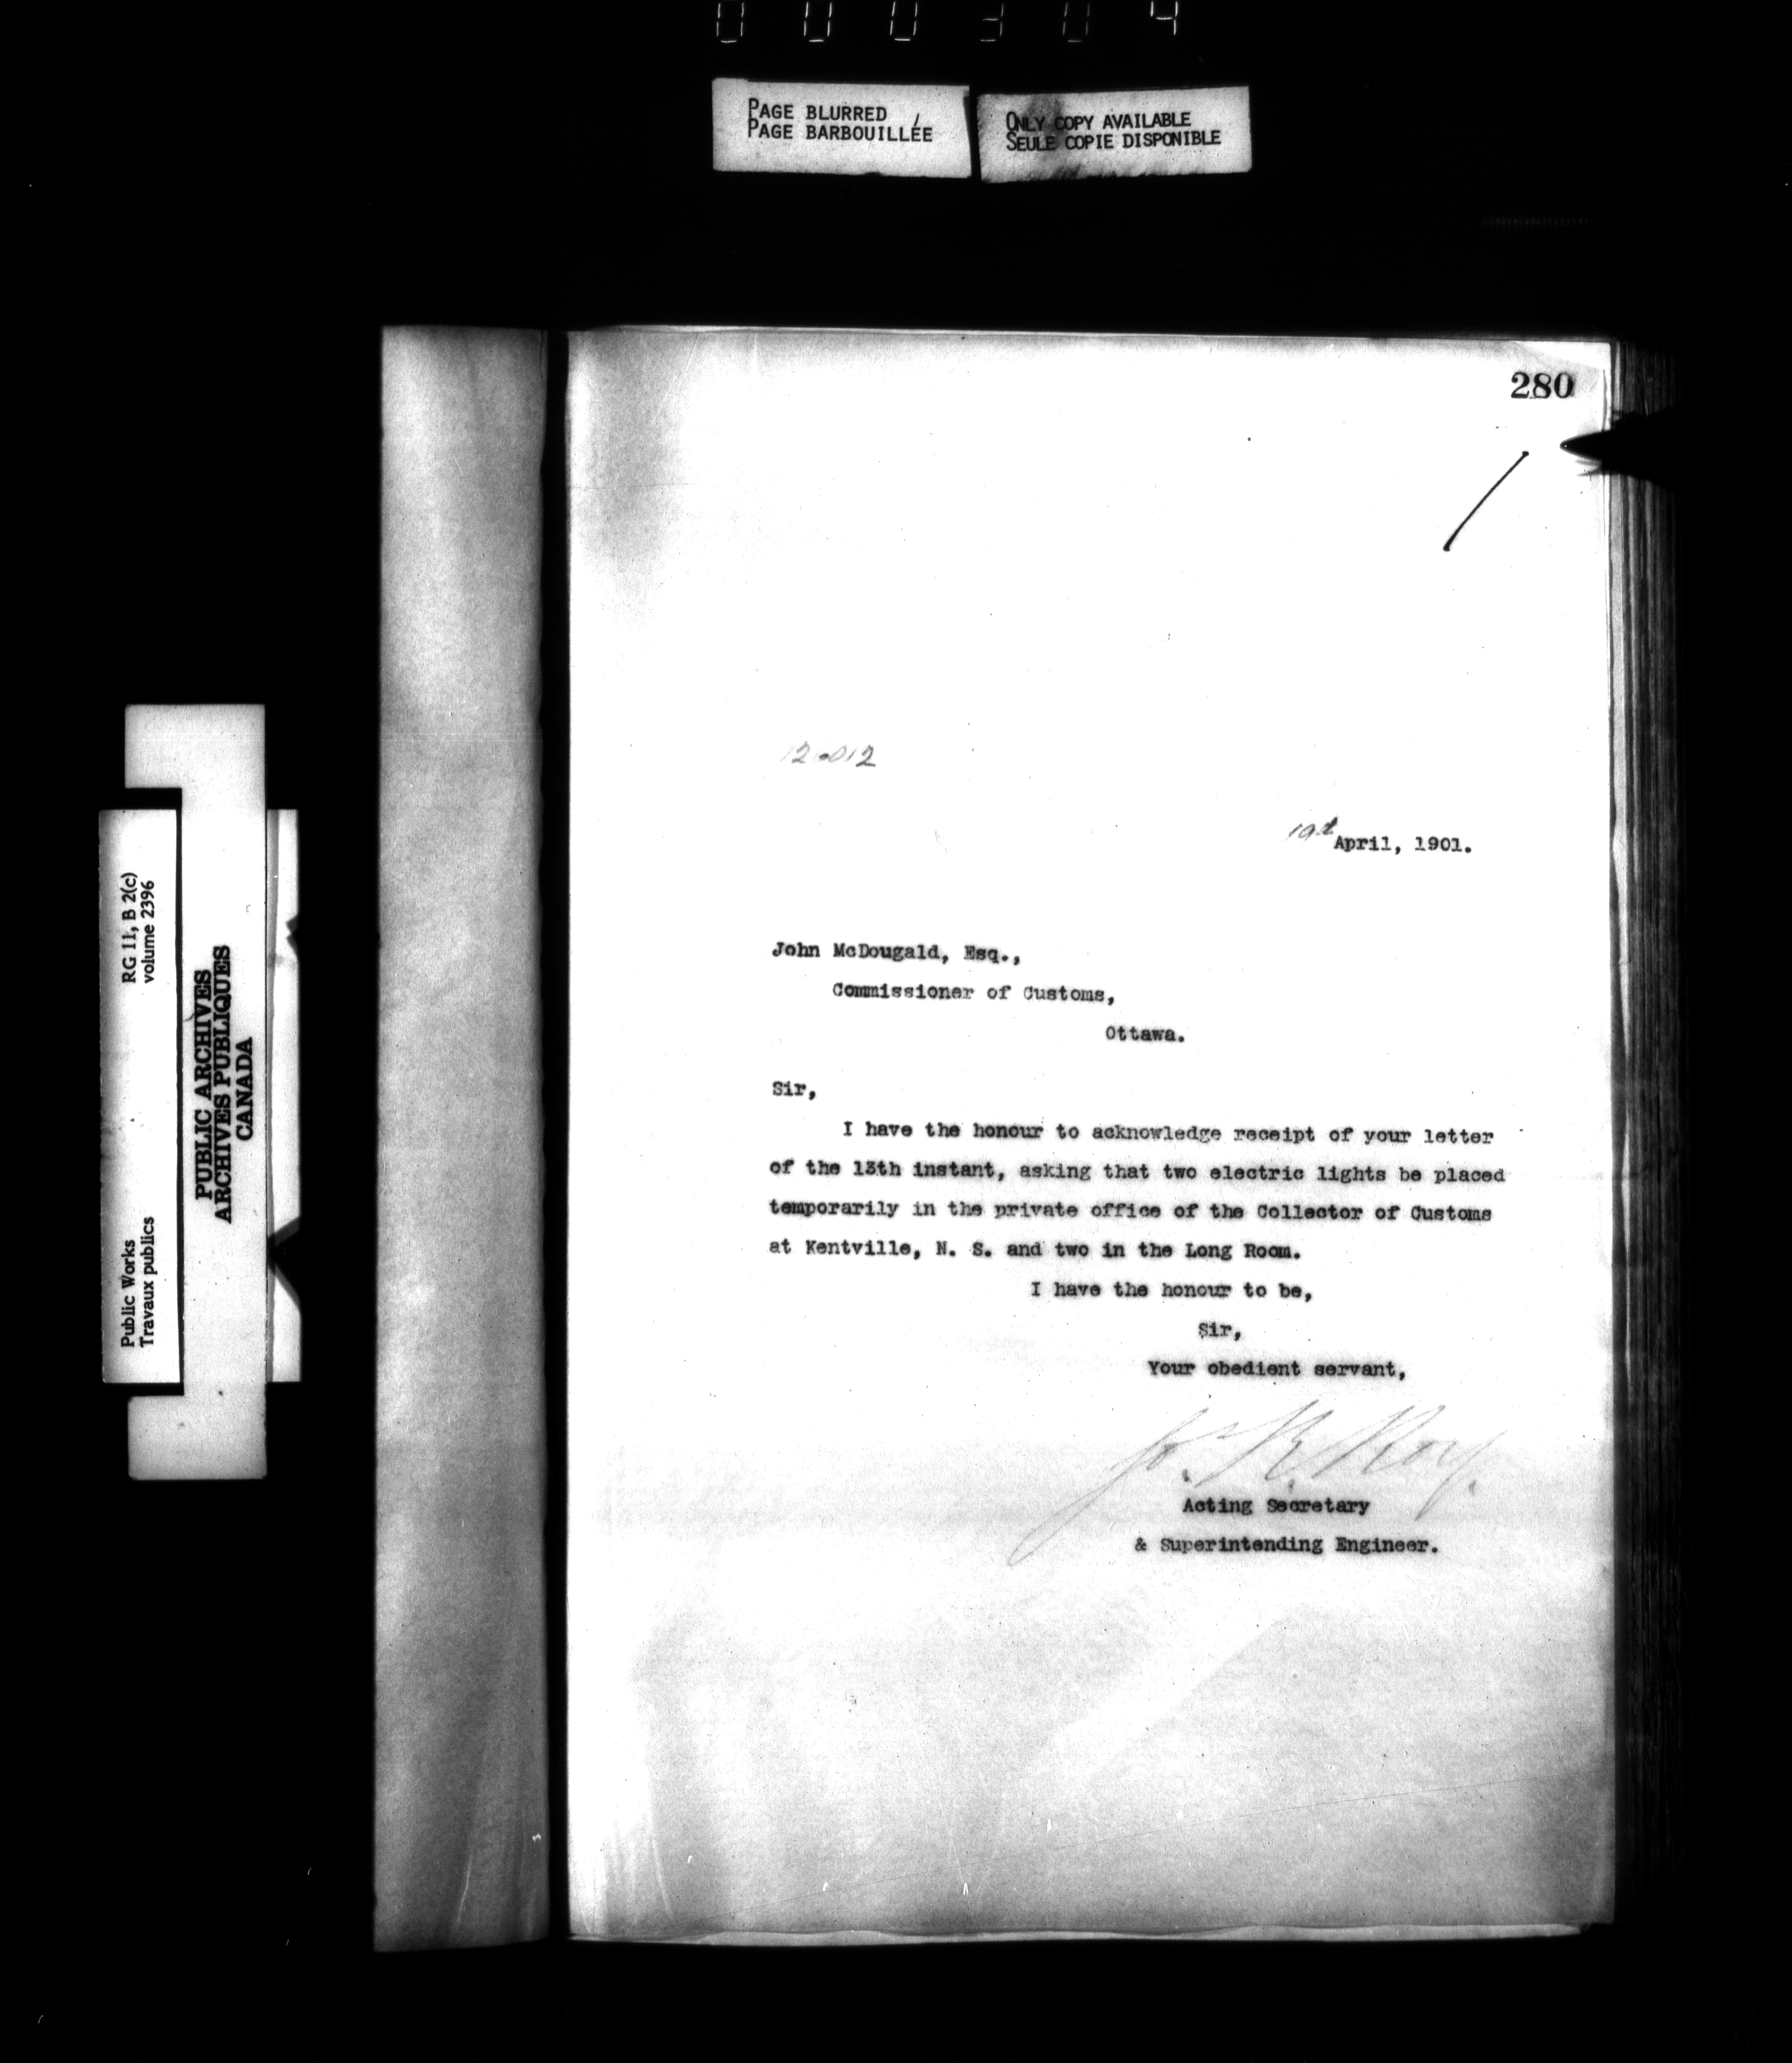 000304
PAGE BLURRED
PAGE BARBOUILLÉE
ONLY COPY AVAILABLE
SEULE COPIE DISPONIBLE
280
April, 1901.
John McDougald, Esq.,
Commissioner of Customs,
Ottawa.
Sir,
I have the honour to acknowledge receipt of your letter
of the 13th instant, asking that two electric lights be placed
temporarily in the private office of the Collector of Customs
at Kentville, N. S. and two in the Long Room.
I have the honour to be,
Sir,
Your obedient servant,
Jos. R. Roy.
Acting Secretary
& Superintending Engineer.
RG 11, B 2(c)
volume 2396
Public Works
Travaux publics
PUBLIC ARCHIVES
ARCHIVES PUBLIQUES
CANADA